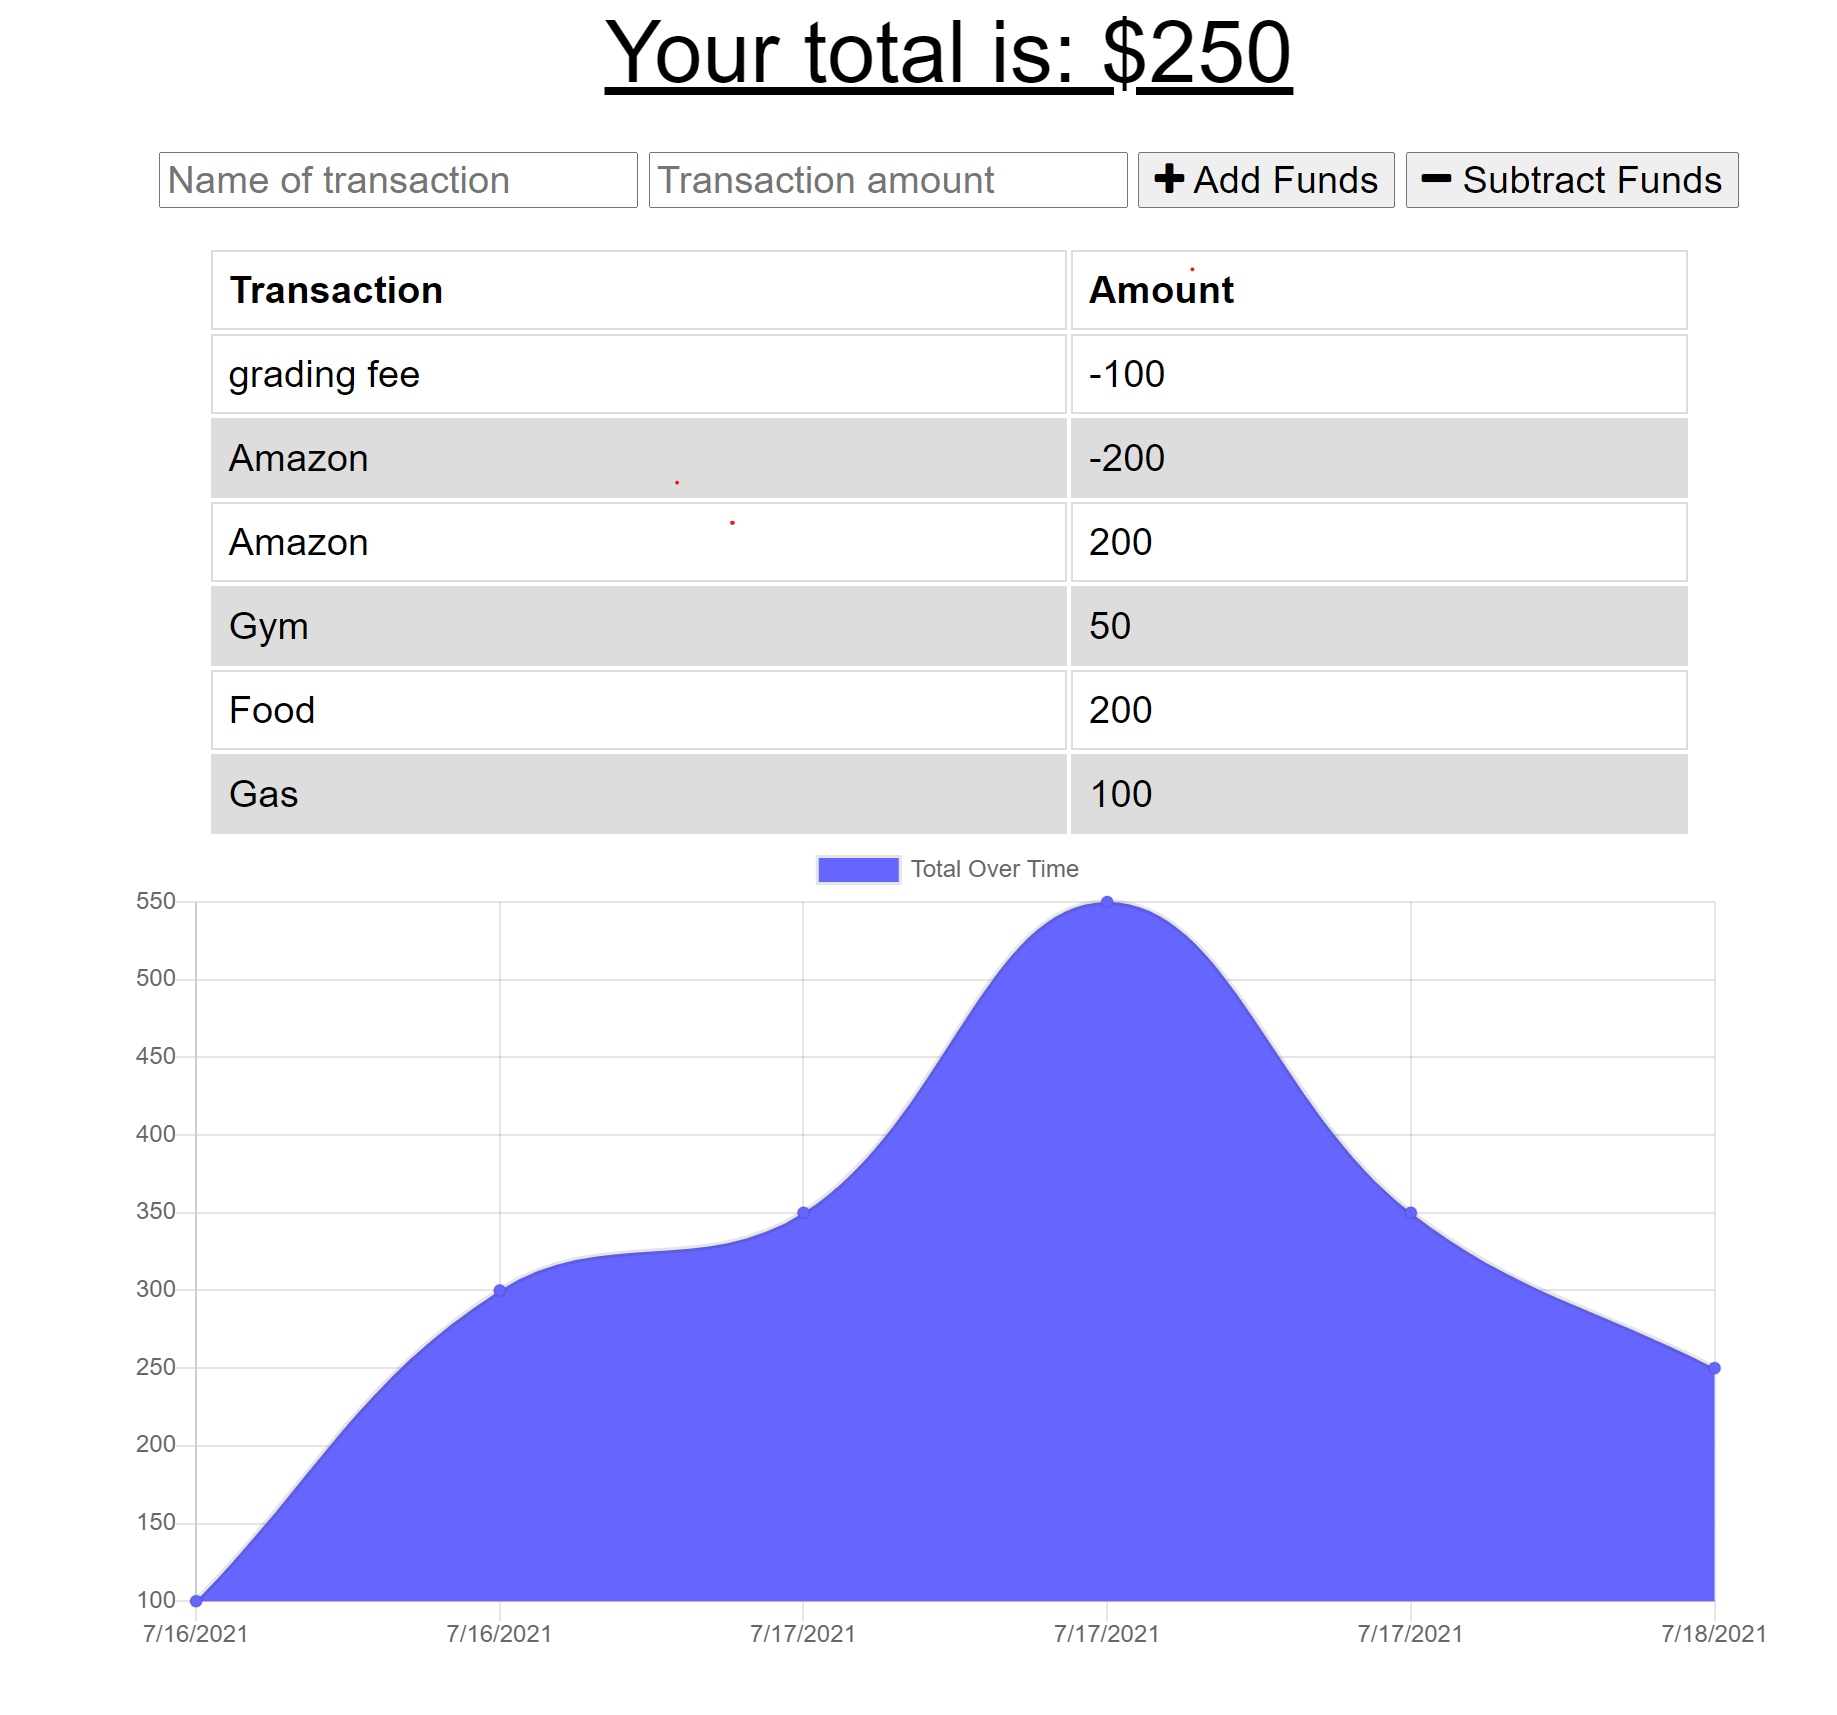 Your total is: $250
Name of transaction Transaction amount + Add Funds − Subtract Funds
Transaction Amount
grading fee -100
Amazon -200
Amazon 200
Gym 50
Food 200
Gas 100
Total Over Time
550
500
450
400
350
300
250
200
150
100
7/16/2021 7/16/2021 7/17/2021 7/17/2021 7/17/2021 7/18/2021